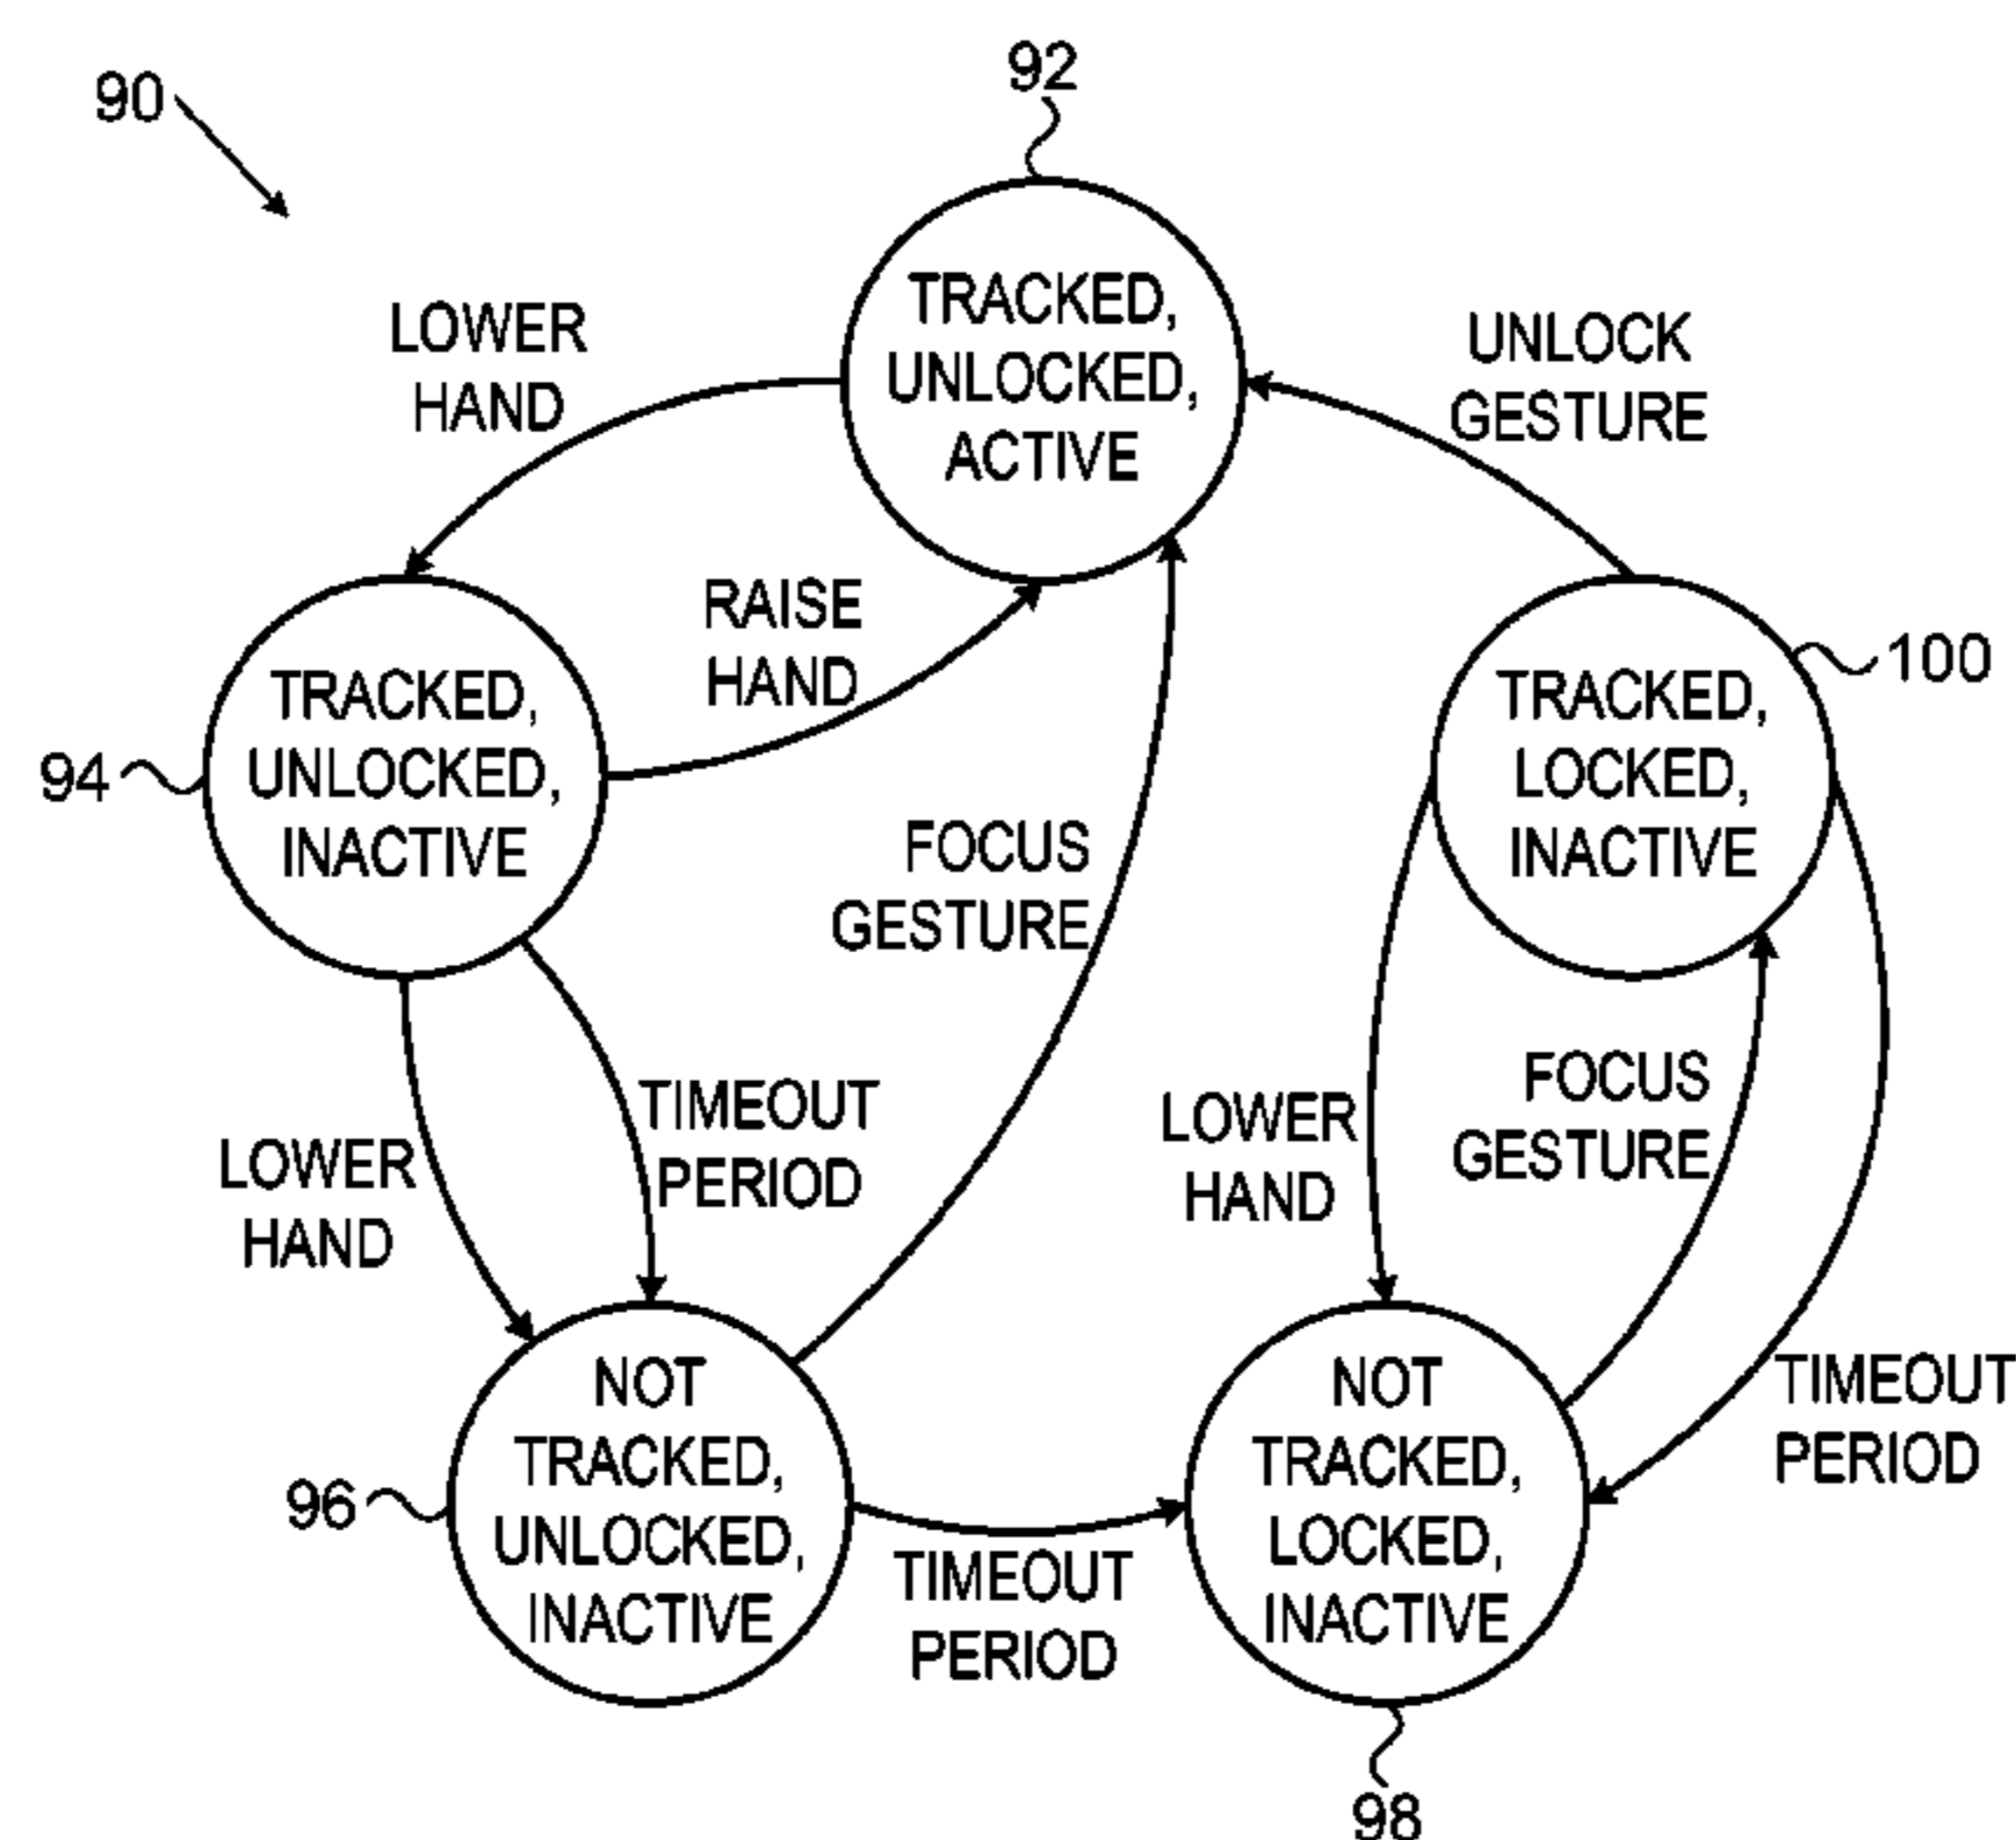 90
92
TRACKED,
UNLOCKED,
ACTIVE
LOWER
HAND
UNLOCK
GESTURE
RAISE
HAND
TRACKED,
UNLOCKED,
INACTIVE
94
TRACKED,
LOCKED,
INACTIVE
100
FOCUS
GESTURE
LOWER
HAND
TIMEOUT
PERIOD
LOWER
HAND
FOCUS
GESTURE
TIMEOUT
PERIOD
NOT
TRACKED,
UNLOCKED,
INACTIVE
96
TIMEOUT
PERIOD
NOT
TRACKED,
LOCKED,
INACTIVE
98